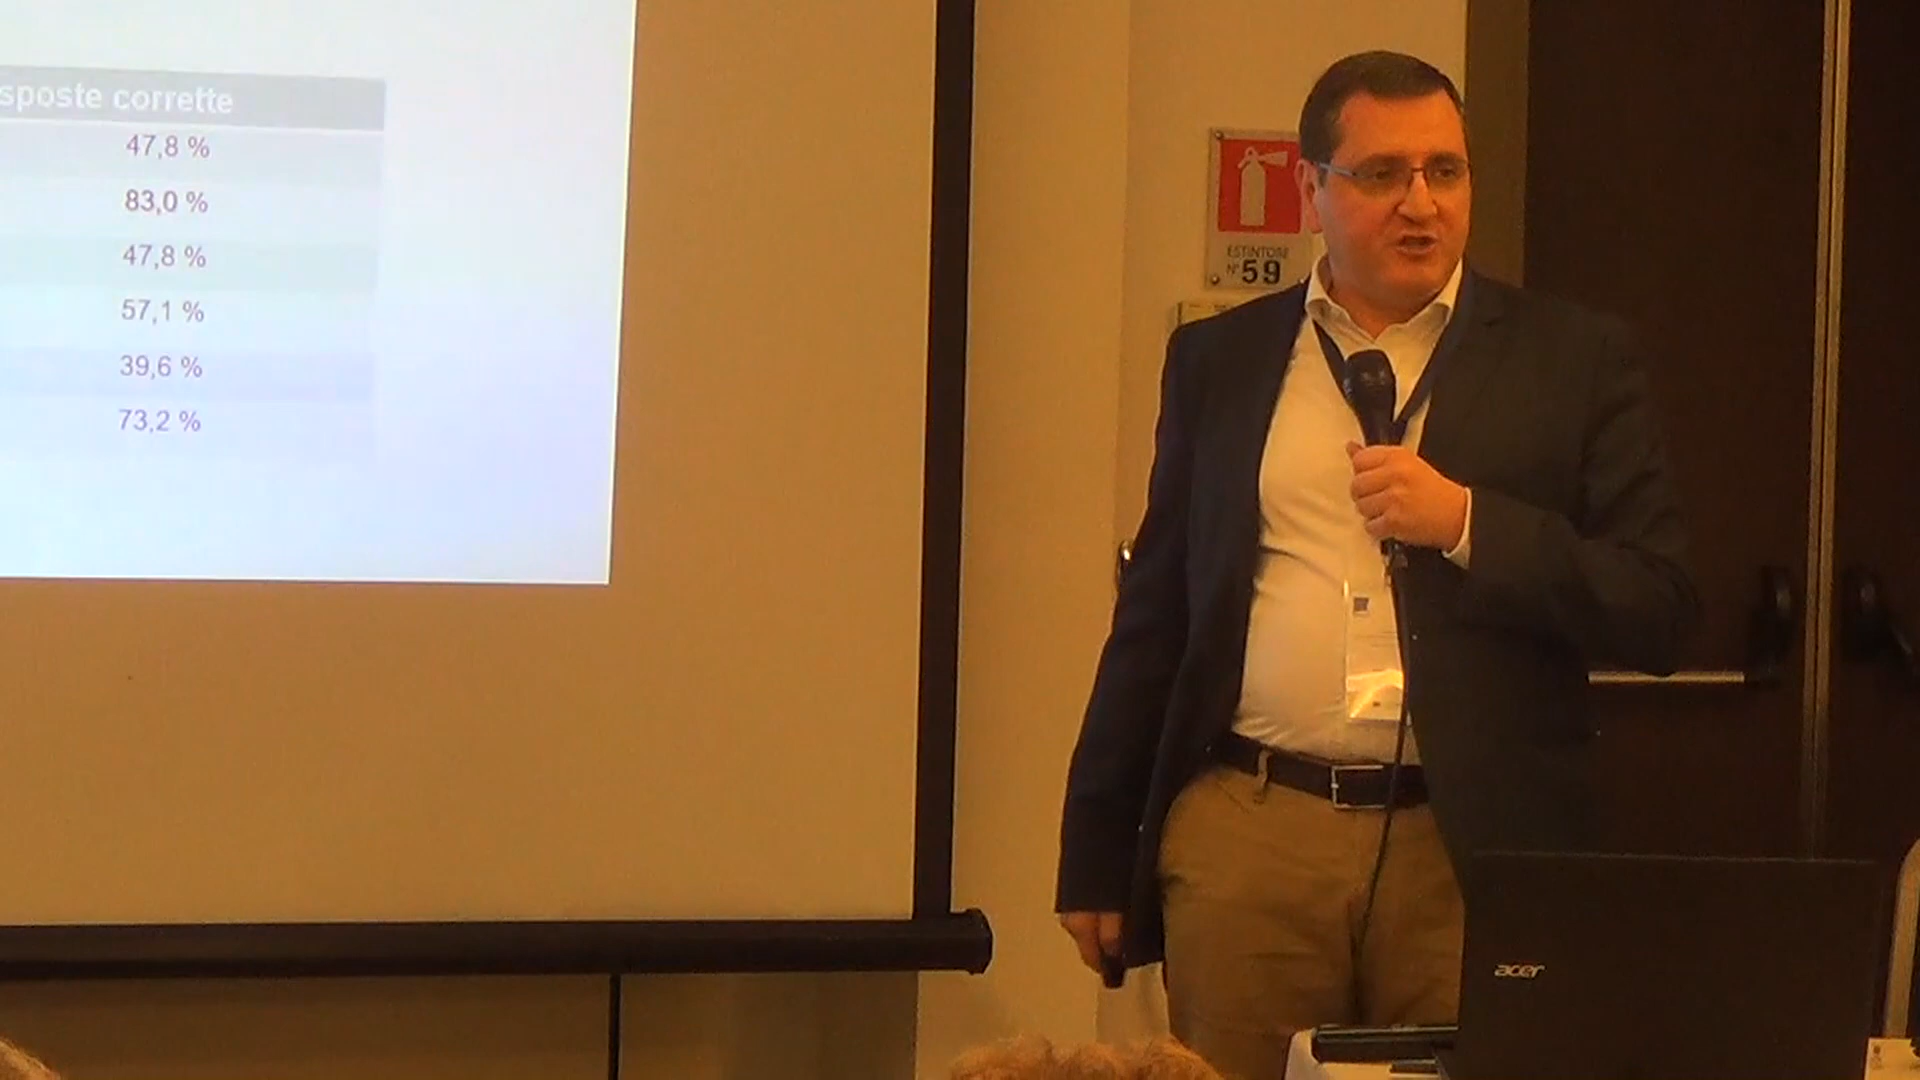 sposte corrette
47,8 %
83,0 %
47,8 %
57,1 %
39,6 %
73,2 %
ESTINTORE
N° 59
acer